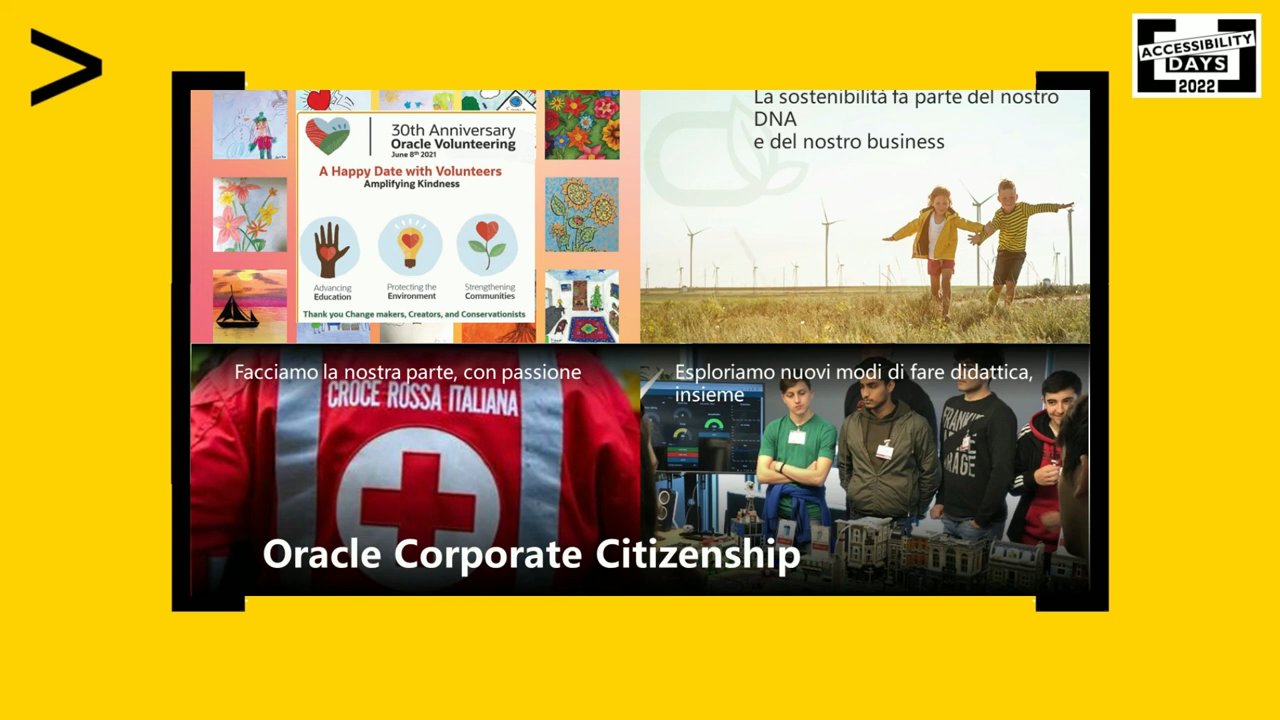 >
ACCESSIBILITY
DAYS
2022
30th Anniversary
Oracle Volunteering
June 8th 2021
A Happy Date with Volunteers
Amplifying Kindness
Advancing
Education
Protecting the
Environment
Strengthening
Communities
Thank you Change makers, Creators, and Conservationists
La sostenibilità fa parte del nostro
DNA
e del nostro business
Facciamo la nostra parte, con passione
CROCE ROSSA ITALIANA
Esploriamo nuovi modi di fare didattica,
insieme
Oracle Corporate Citizenship